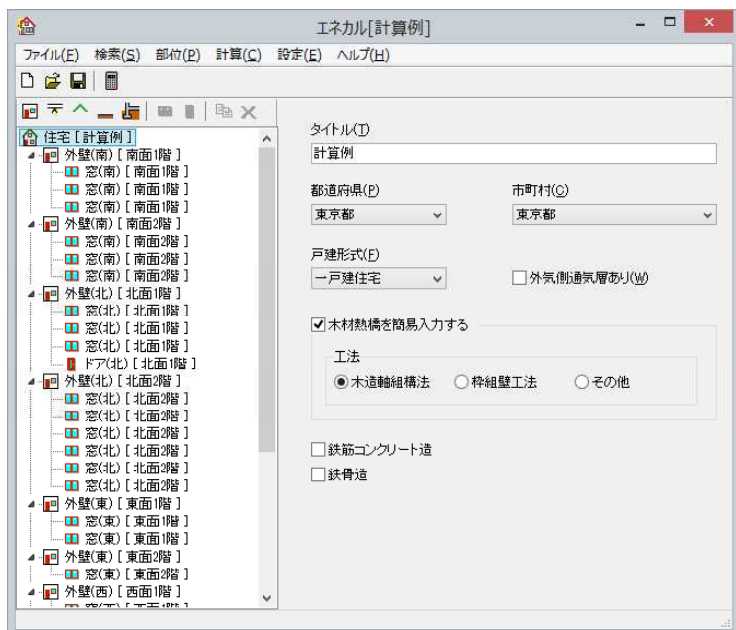 エネカル[計算例]
ファイル(F) 検索(S) 部位(P) 計算(C) 設定(E) ヘルプ(H)
住宅 [ 計算例 ]
外壁(南) [ 南面1階 ]
窓(南) [ 南面1階 ]
窓(南) [ 南面1階 ]
窓(南) [ 南面1階 ]
外壁(南) [ 南面2階 ]
窓(南) [ 南面2階 ]
窓(南) [ 南面2階 ]
窓(南) [ 南面2階 ]
外壁(北) [ 北面1階 ]
窓(北) [ 北面1階 ]
窓(北) [ 北面1階 ]
窓(北) [ 北面1階 ]
ドア(北) [ 北面1階 ]
外壁(北) [ 北面2階 ]
窓(北) [ 北面2階 ]
窓(北) [ 北面2階 ]
窓(北) [ 北面2階 ]
窓(北) [ 北面2階 ]
窓(北) [ 北面2階 ]
窓(北) [ 北面2階 ]
外壁(東) [ 東面1階 ]
窓(東) [ 東面1階 ]
窓(東) [ 東面1階 ]
外壁(東) [ 東面2階 ]
窓(東) [ 東面2階 ]
外壁(西) [ 西面1階 ]
タイトル(T)
計算例
都道府県(P) 市町村(C)
東京都 東京都
戸建形式(F)
一戸建住宅 外気側通気層あり(W)
木材熱橋を簡易入力する
工法
木造軸組構法 枠組壁工法 その他
鉄筋コンクリート造
鉄骨造